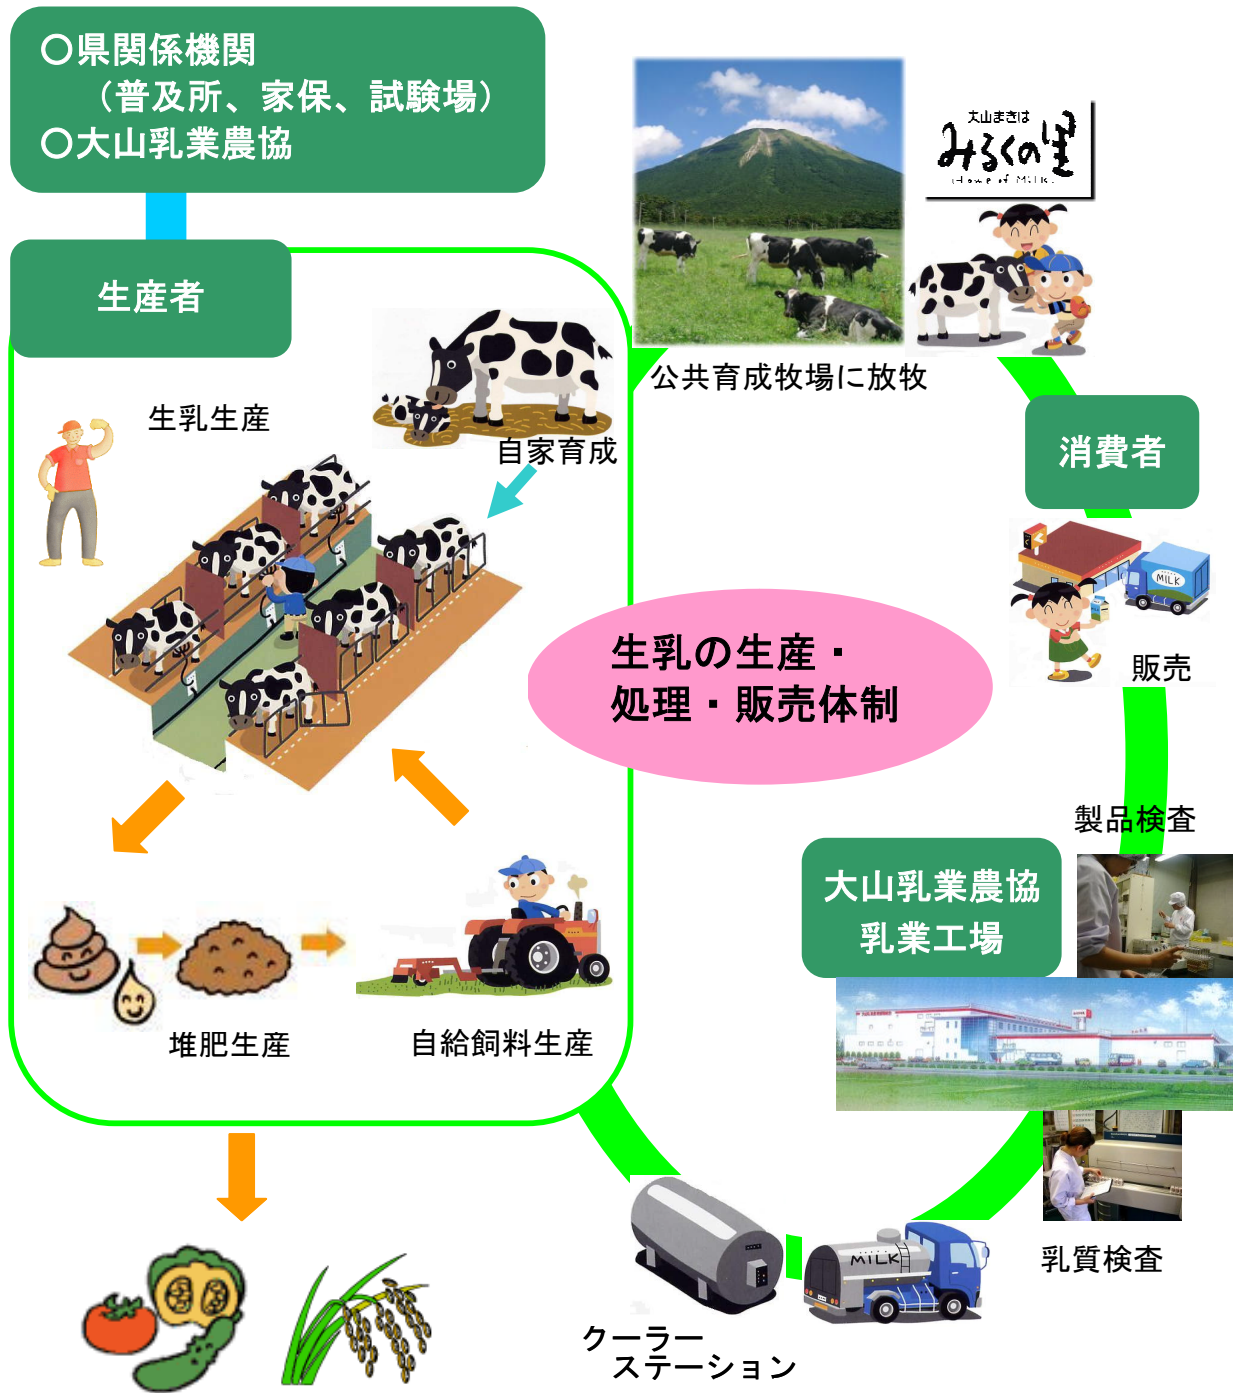 〇県関係機関
（普及所、家保、試験場）
〇大山乳業農協
生産者
生乳生産
自家育成
堆肥生産
自給飼料生産
大山まきば
みるくの里
Home of Milk.
公共育成牧場に放牧
消費者
MILK
販売
生乳の生産・
処理・販売体制
製品検査
大山乳業農協
乳業工場
乳質検査
MILK
クーラー
ステーション